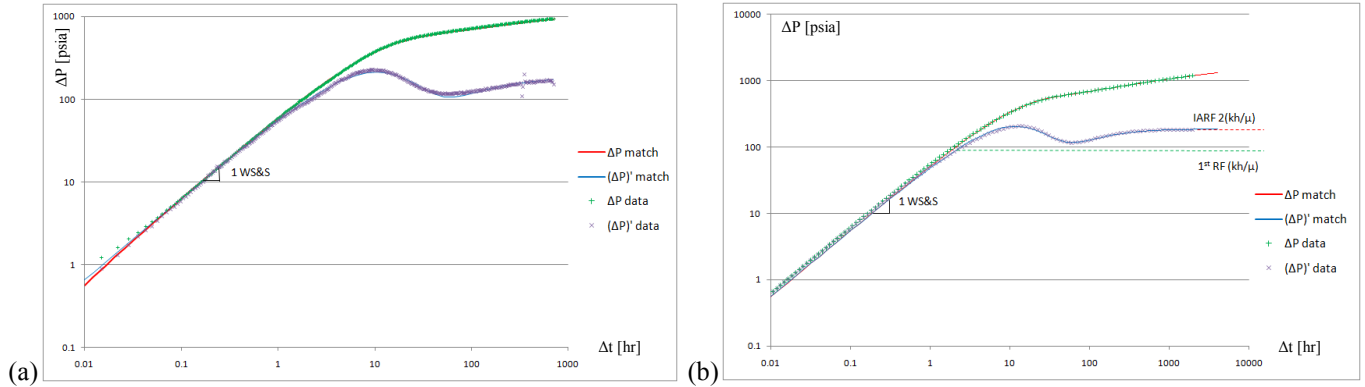 ΔP [psia]
1000
100
10
1
0.1
0.01
0.1
1
10
100
1000
Δt [hr]
1 WS&S
ΔP match
(ΔP)' match
ΔP data
(ΔP)' data
(a)
ΔP [psia]
10000
1000
100
10
1
0.1
0.01
0.1
1
10
100
1000
10000
Δt [hr]
1 WS&S
IARF 2(kh/μ)
1st RF (kh/μ)
ΔP match
(ΔP)' match
ΔP data
(ΔP)' data
(b)